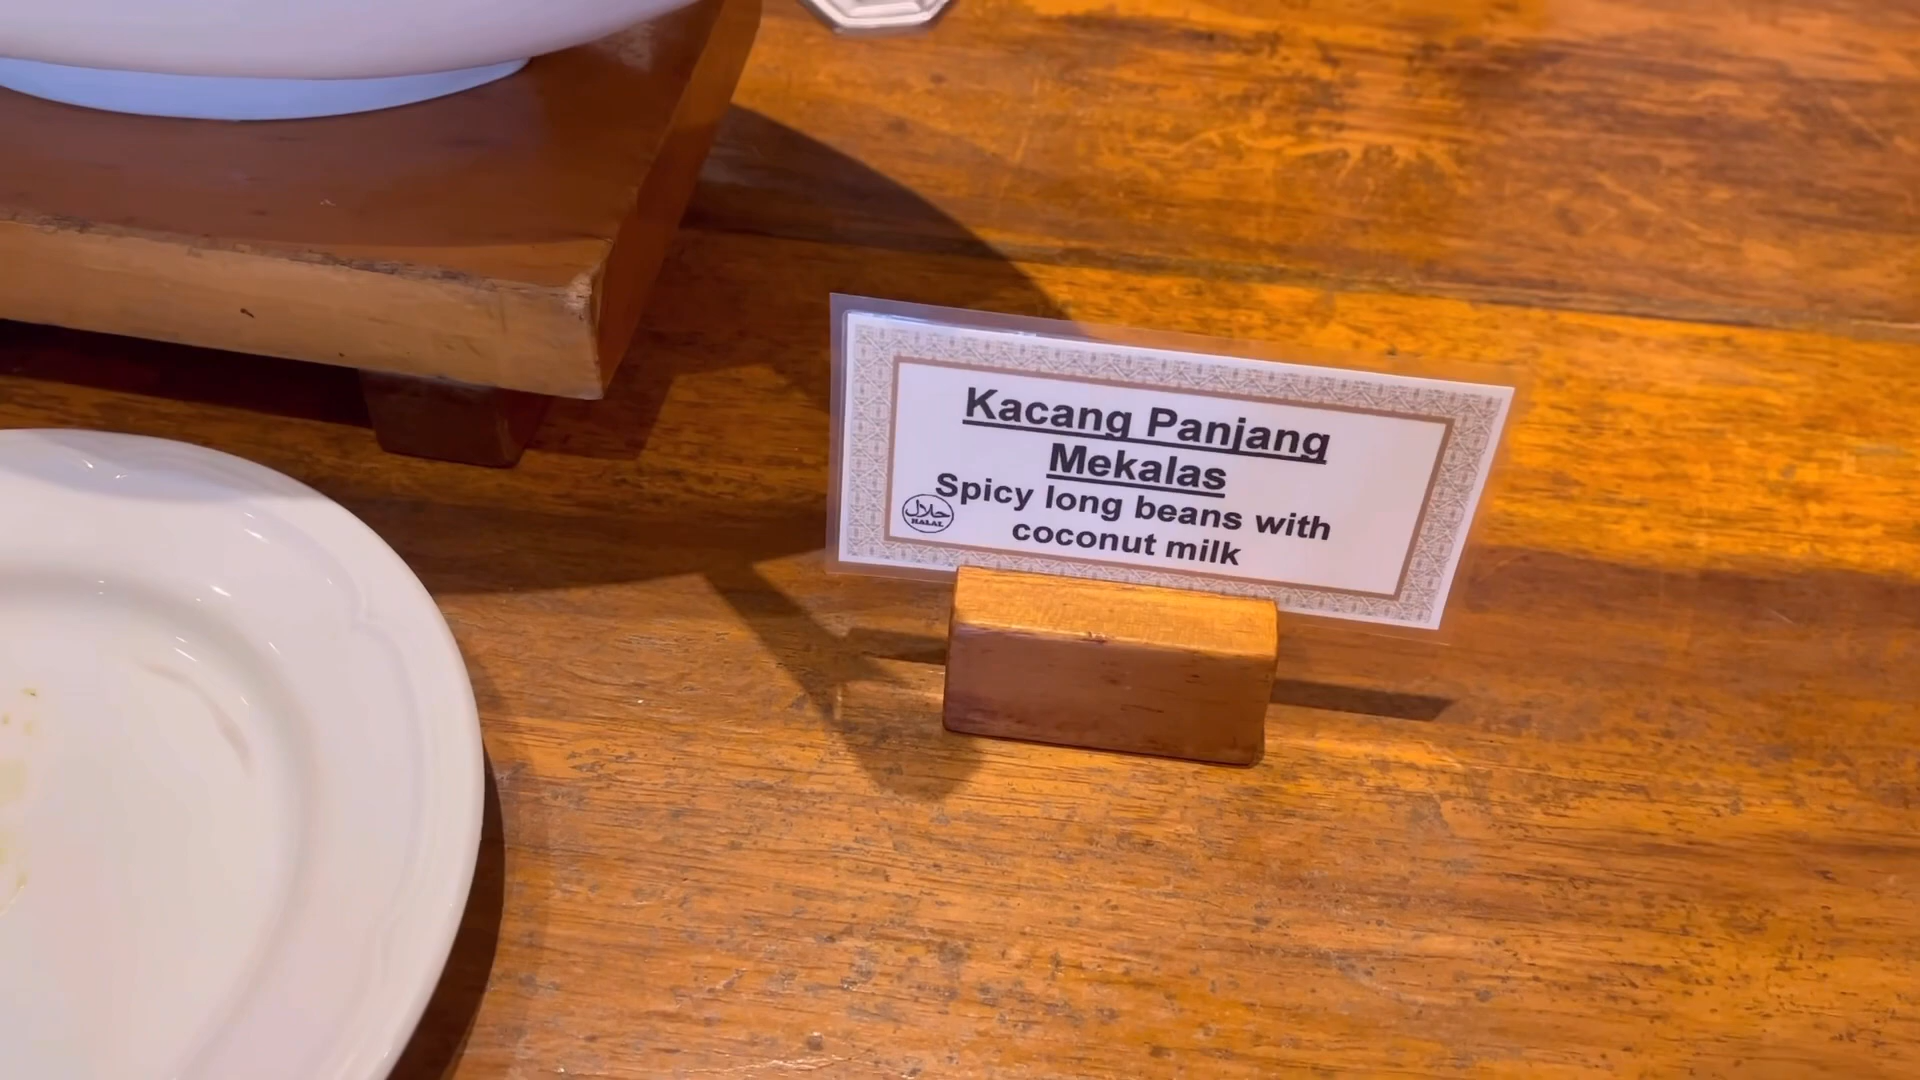 Kacang Panjang
Mekalas
Spicy long beans with
coconut milk
حلال
HALAL